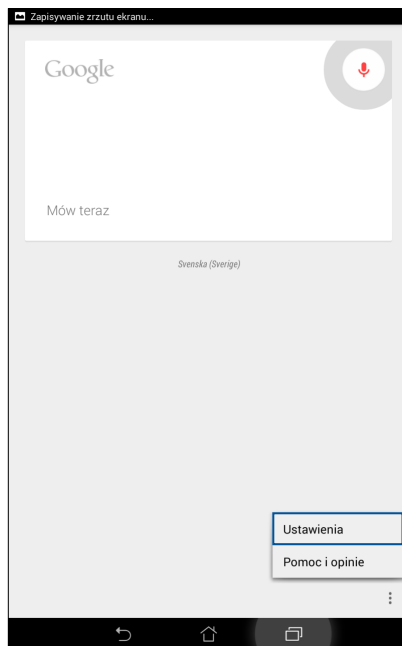 Zapisywanie zrzutu ekranu...
Google
Mów teraz
Svenska (Sverige)
Ustawienia
Pomoc i opinie